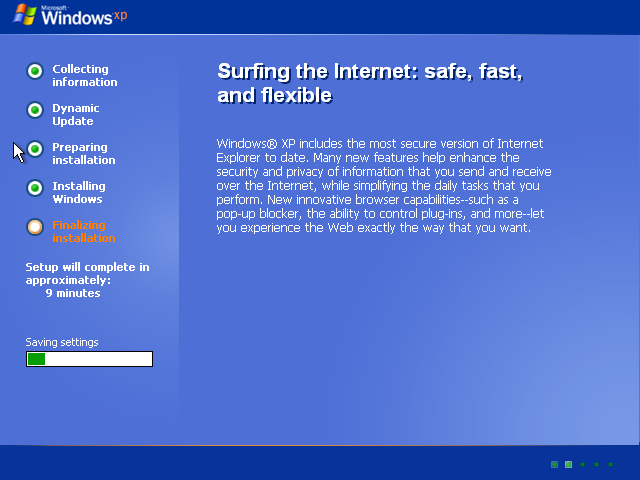 Microsoft
Windows xp
Collecting
information
Dynamic
Update
Preparing
installation
Installing
Windows
Finalizing
installation
Setup will complete in
approximately:
9 minutes
Saving settings
Surfing the Internet: safe, fast,
and flexible
Windows® XP includes the most secure version of Internet
Explorer to date. Many new features help enhance the
security and privacy of information that you send and receive
over the Internet, while simplifying the daily tasks that you
perform. New innovative browser capabilities--such as a
pop-up blocker, the ability to control plug-ins, and more--let
you experience the Web exactly the way that you want.